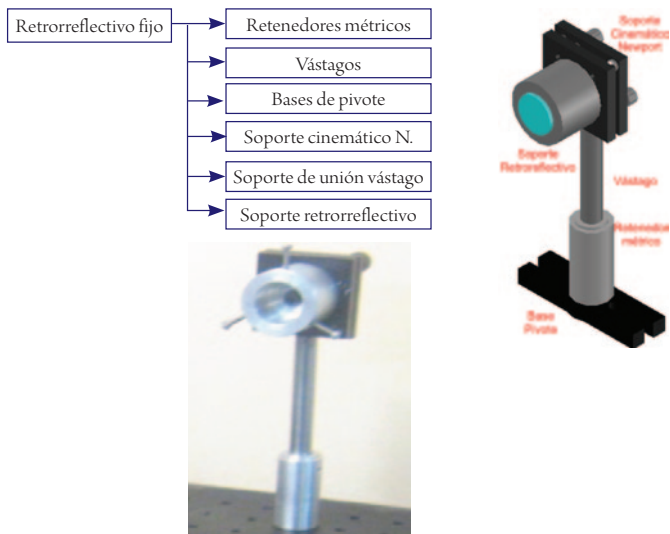 Retrorreflectivo fijo
Retenedores métricos
Vástagos
Bases de pivote
Soporte cinemático N.
Soporte de unión vástago
Soporte retrorreflectivo
Soporte
Cinemático
Newport
Soporte
Retroreflectivo
Vástago
Retenedor
métrico
Base
Pivote